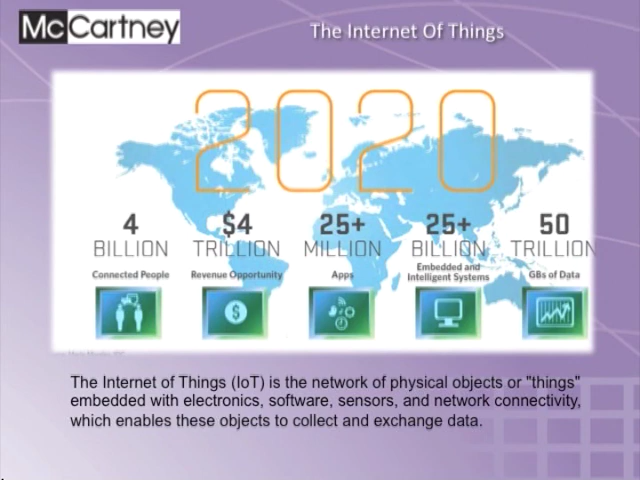 McCartney
The Internet Of Things
2020
4
BILLION
Connected People
$4
TRILLION
Revenue Opportunity
25+
MILLION
Apps
25+
BILLION
Embedded and
Intelligent Systems
50
TRILLION
GBs of Data
The Internet of Things (IoT) is the network of physical objects or "things"
embedded with electronics, software, sensors, and network connectivity,
which enables these objects to collect and exchange data.